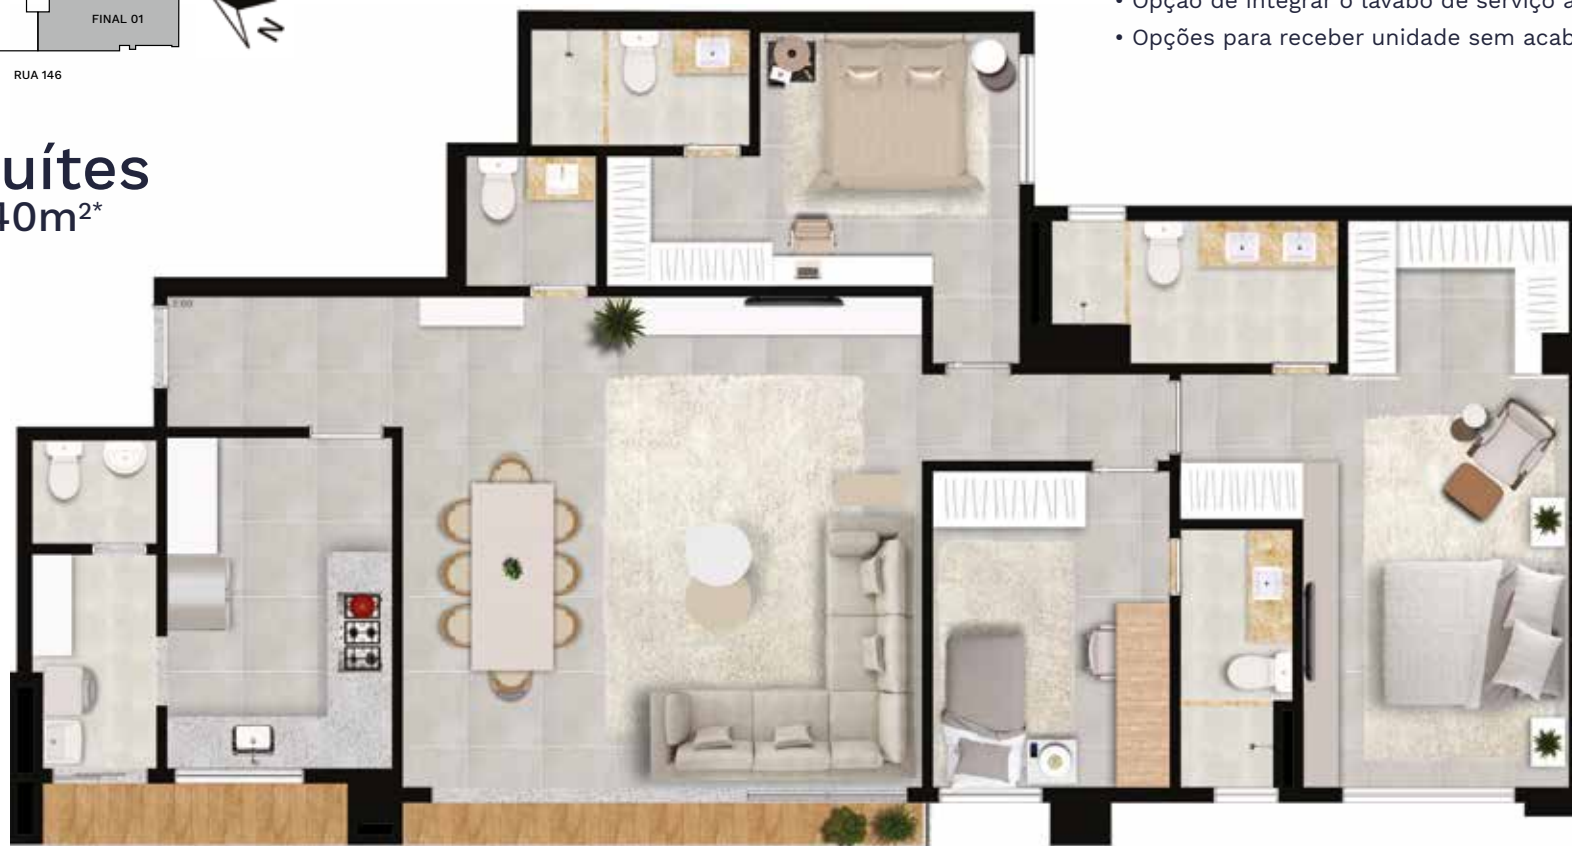 FINAL 01
N
RUA 146
• Opção de integrar o lavabo de serviço a
• Opções para receber unidade sem acab
uítes
40m²*